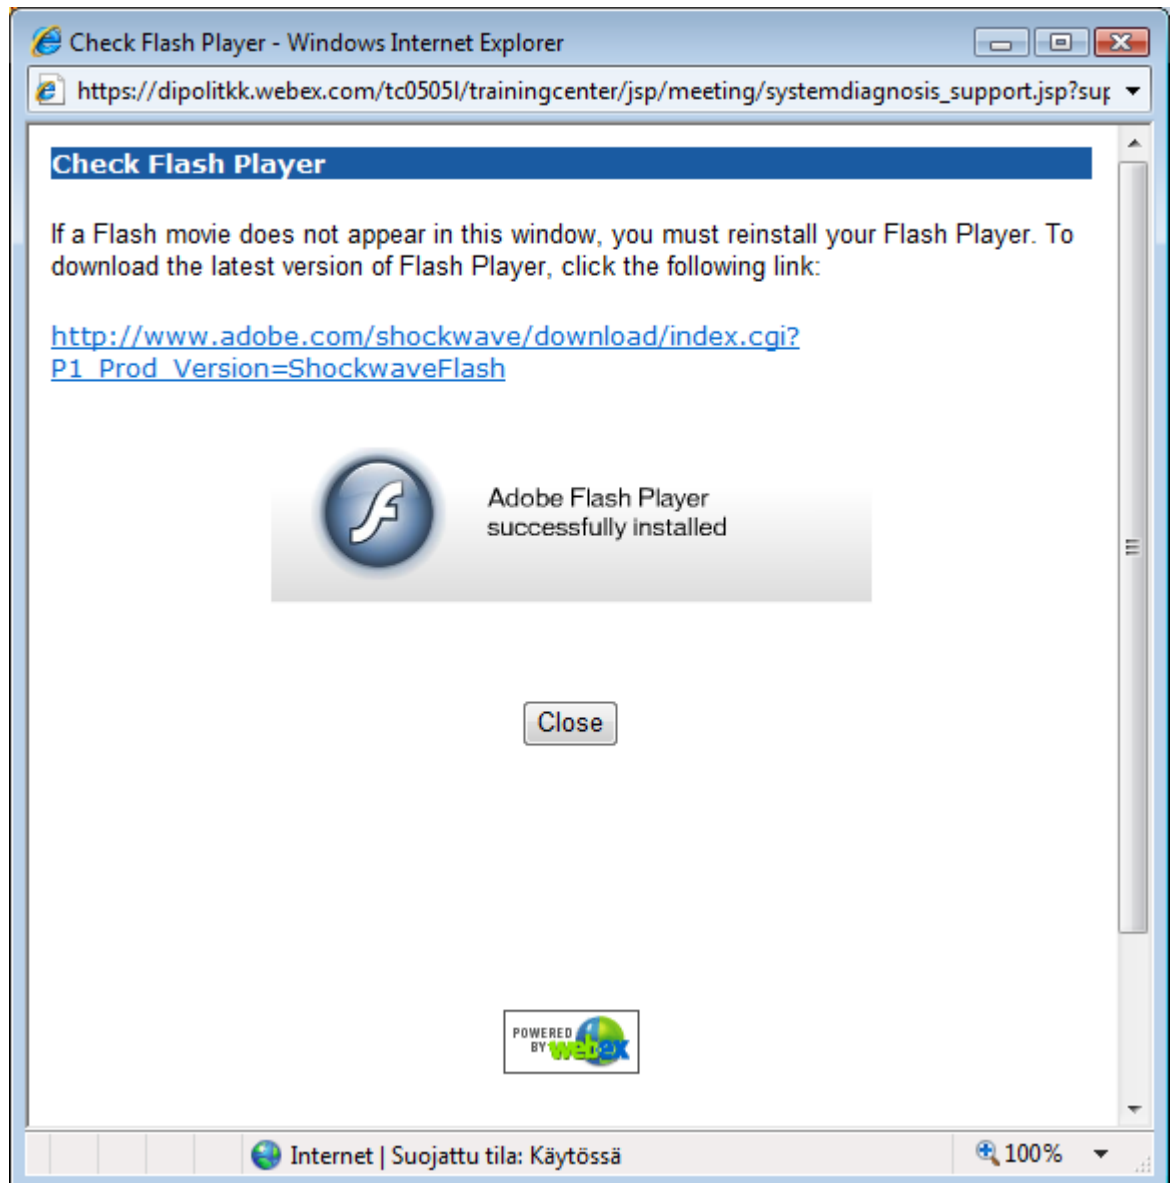 Check Flash Player - Windows Internet Explorer
https://dipolitkk.webex.com/tc0505l/trainingcenter/jsp/meeting/systemdiagnosis_support.jsp?sup
Check Flash Player
If a Flash movie does not appear in this window, you must reinstall your Flash Player. To
download the latest version of Flash Player, click the following link:
http://www.adobe.com/shockwave/download/index.cgi?
P1_Prod_Version=ShockwaveFlash
Adobe Flash Player
successfully installed
Close
POWERED
BY webex
Internet | Suojattu tila: Käytössä
100%